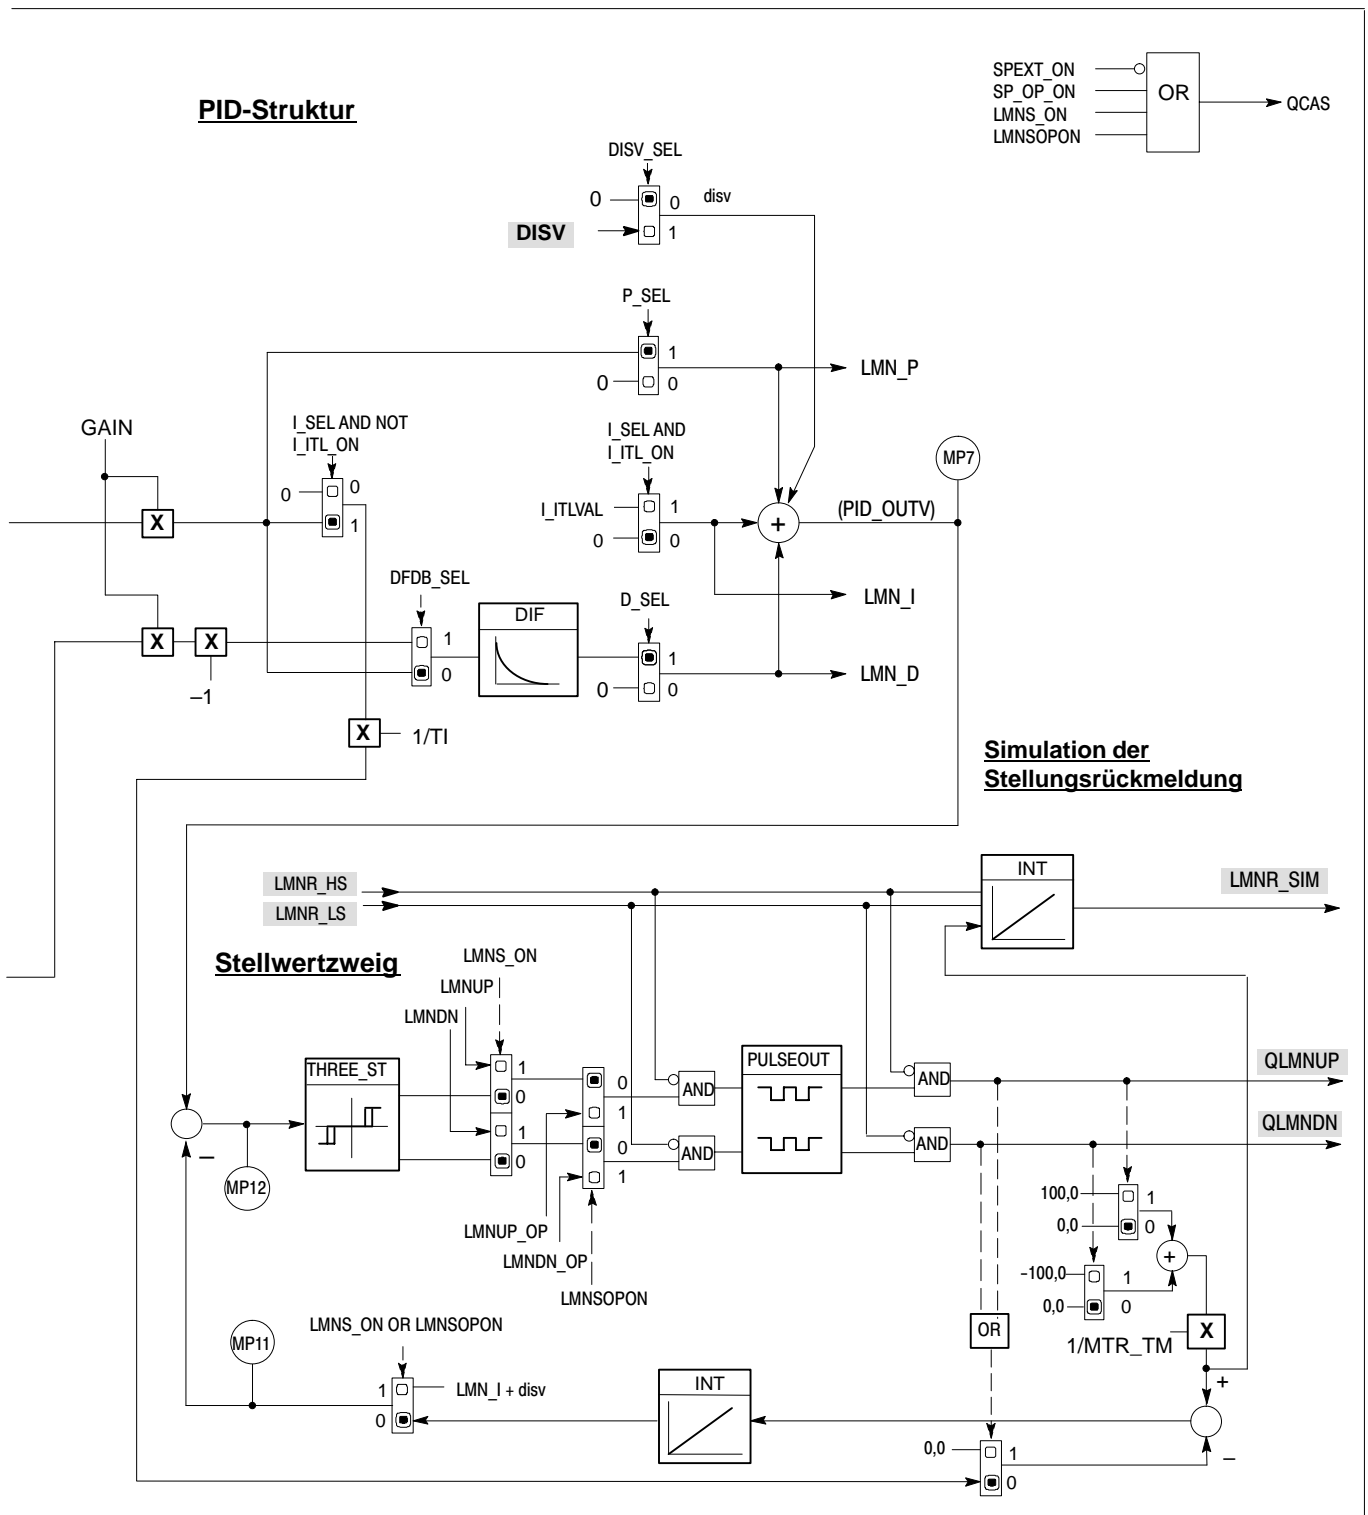 SPEXT_ON
SP_OP_ON
LMNS_ON
LMNSOPON
OR
QCAS
PID-Struktur
DISV_SEL
0
0
disv
DISV
1
P_SEL
1
0
0
LMN_P
GAIN
I_SEL AND NOT
I_ITL_ON
0
0
1
X
I_SEL AND
I_ITL_ON
I_ITLVAL
1
0
0
+
(PID_OUTV)
MP7
LMN_I
DFDB_SEL
1
0
DIF
D_SEL
1
0
0
LMN_D
X
X
–1
X
1/TI
Simulation der
Stellungsrückmeldung
LMNR_HS
LMNR_LS
INT
LMNR_SIM
Stellwertzweig
LMNS_ON
LMNUP
LMNDN
THREE_ST
1
0
1
0
0
1
0
1
AND
AND
PULSEOUT
AND
AND
QLMNUP
QLMNDN
–
MP12
LMNUP_OP
LMNDN_OP
LMNSOPON
100,0
1
0,0
0
+
-100,0
1
0,0
0
OR
1/MTR_TM
X
LMNS_ON OR LMNSOPON
MP11
1
LMN_I + disv
0
INT
+
–
0,0
1
0